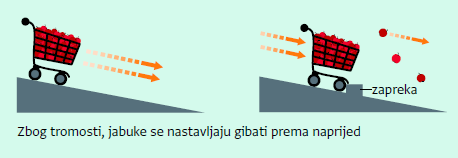 zapreka
Zbog tromosti, jabuke se nastavljaju gibati prema naprijed